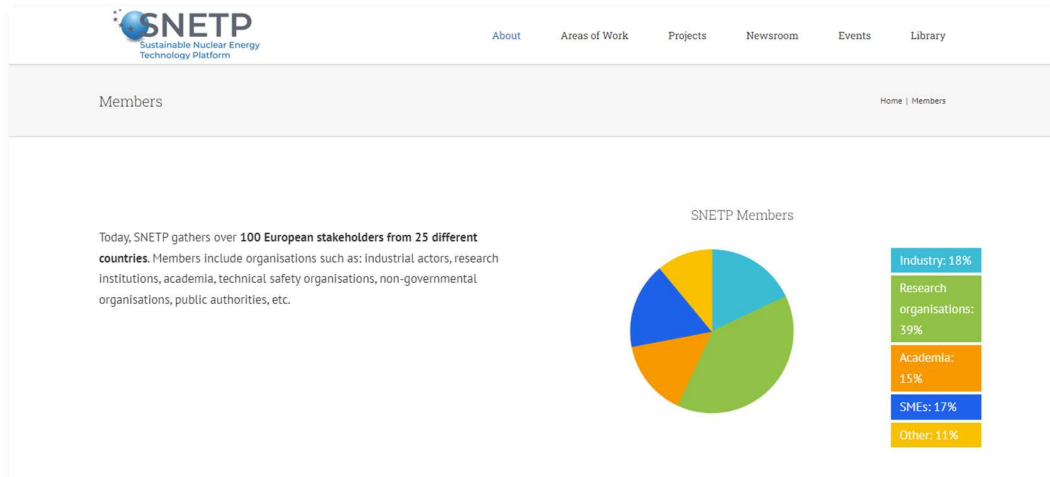 SNETP
Sustainable Nuclear Energy
Technology Platform
About
Areas of Work
Projects
Newsroom
Events
Library
Members
Home | Members
Today, SNETP gathers over 100 European stakeholders from 25 different
countries. Members include organisations such as: industrial actors, research
institutions, academia, technical safety organisations, non-governmental
organisations, public authorities, etc.
SNETP Members
Industry: 18%
Research
organisations:
39%
Academia:
15%
SMEs: 17%
Other: 11%